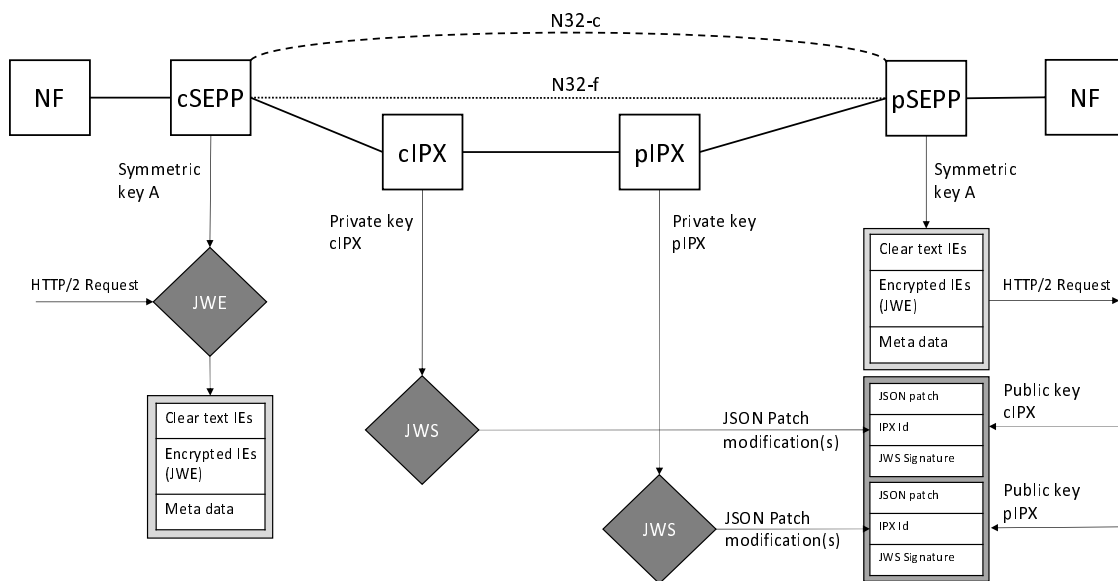 N32-c
NF
cSEPP
N32-f
pSEPP
NF
cIPX
pIPX
Symmetric
key A
Symmetric
key A
Private key
cIPX
Private key
pIPX
HTTP/2 Request
JWE
Clear text IEs
Encrypted IEs
(JWE)
Meta data
HTTP/2 Request
Clear text IEs
Encrypted IEs
(JWE)
Meta data
JWS
JSON Patch
modification(s)
JSON patch
IPX Id
JWS Signature
Public key
cIPX
JWS
JSON Patch
modification(s)
JSON patch
IPX Id
JWS Signature
Public key
pIPX